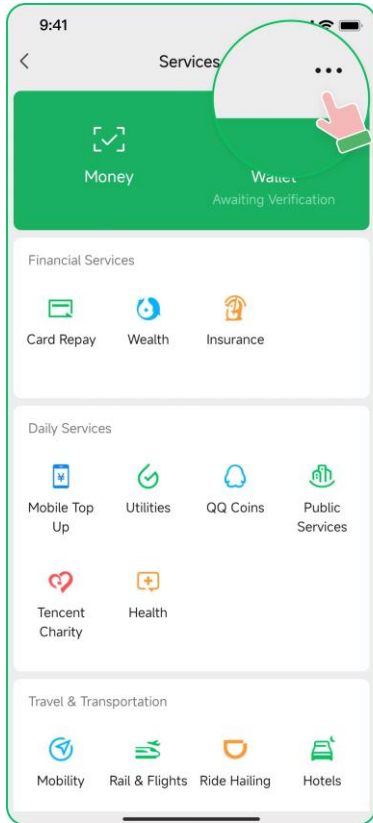 9:41
Services
Money
Wallet
Awaiting Verification
Financial Services
Card Repay
Wealth
Insurance
Daily Services
Mobile Top
Up
Utilities
QQ Coins
Public
Services
Tencent
Charity
Health
Travel & Transportation
Mobility
Rail & Flights
Ride Hailing
Hotels